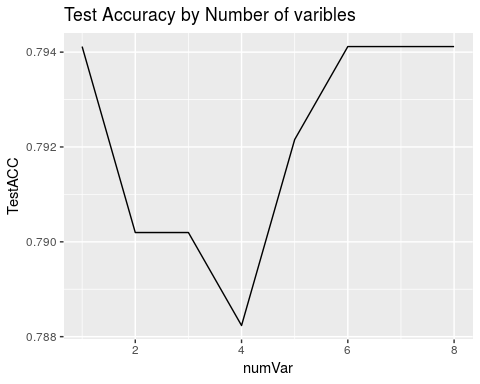 Test Accuracy by Number of varibles
0.794
0.792
0.790
0.788
TestACC
2 4 6 8
numVar